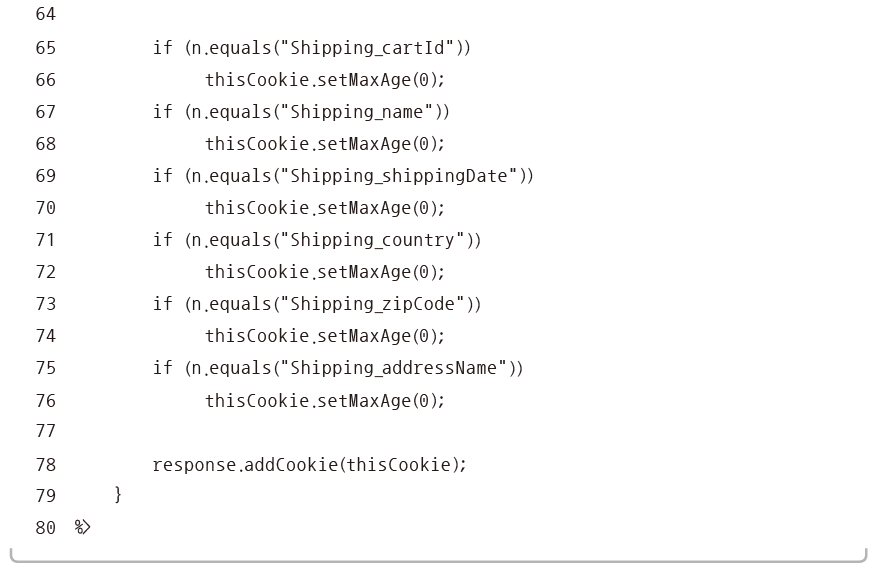 64
65 if (n.equals("Shipping_cartId"))
66 thisCookie.setMaxAge(0);
67 if (n.equals("Shipping_name"))
68 thisCookie.setMaxAge(0);
69 if (n.equals("Shipping_shippingDate"))
70 thisCookie.setMaxAge(0);
71 if (n.equals("Shipping_country"))
72 thisCookie.setMaxAge(0);
73 if (n.equals("Shipping_zipCode"))
74 thisCookie.setMaxAge(0);
75 if (n.equals("Shipping_addressName"))
76 thisCookie.setMaxAge(0);
77
78 response.addCookie(thisCookie);
79 }
80 %>